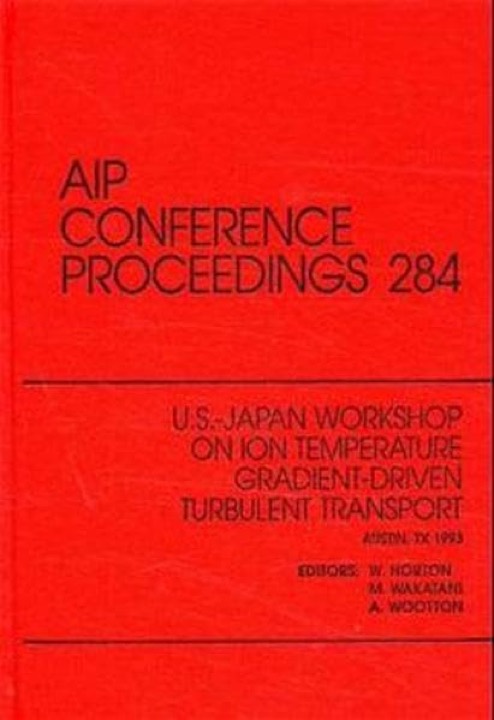 AIP
CONFERENCE
PROCEEDINGS 284
U.S.-JAPAN WORKSHOP
ON ION TEMPERATURE
GRADIENT-DRIVEN
TURBULENT TRANSPORT
AUSTIN, TX 1993
EDITORS: W. HORTON
M. WAKATANI
A. WOOTTON